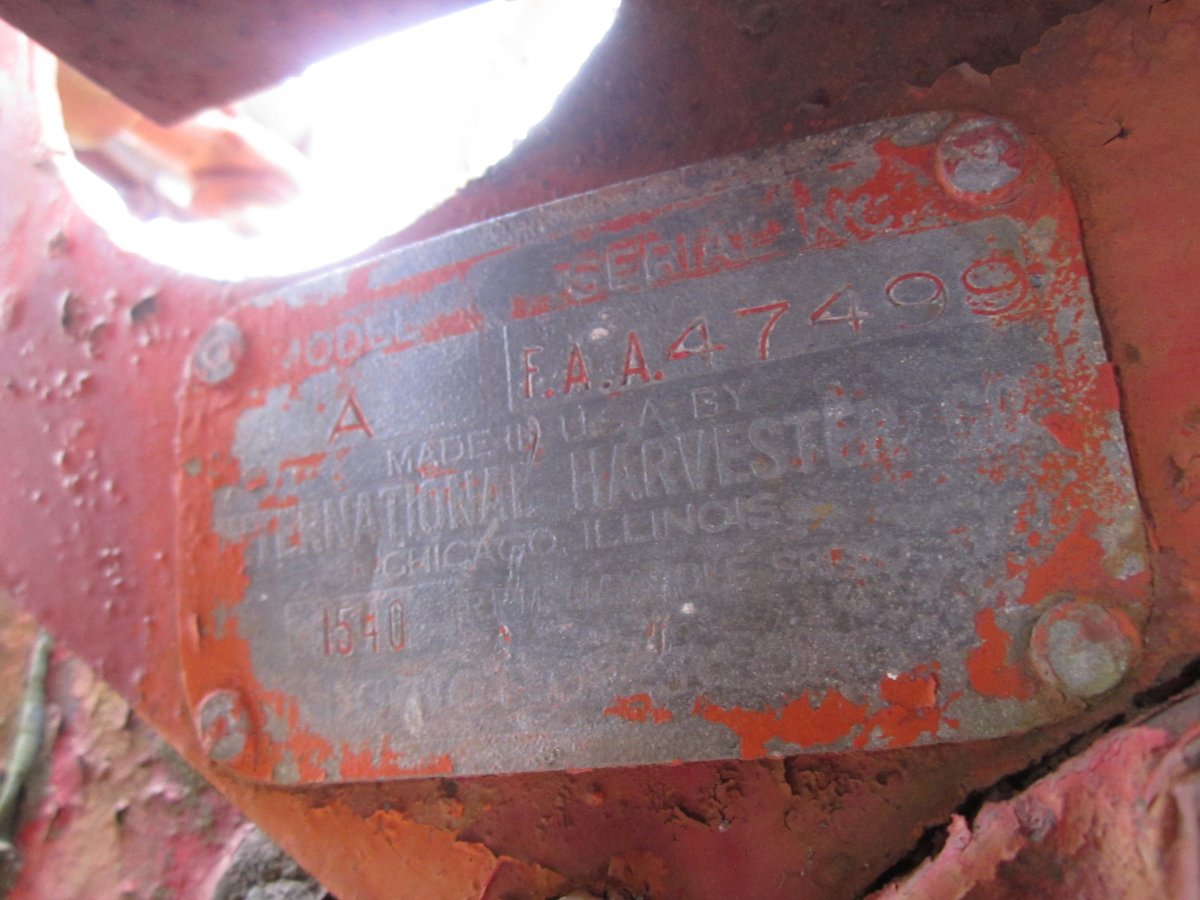 MODEL SERIAL NO.
A F.A.A.47499
MADE IN U.S.A. BY
INTERNATIONAL HARVESTER CO
CHICAGO, ILLINOIS
1540